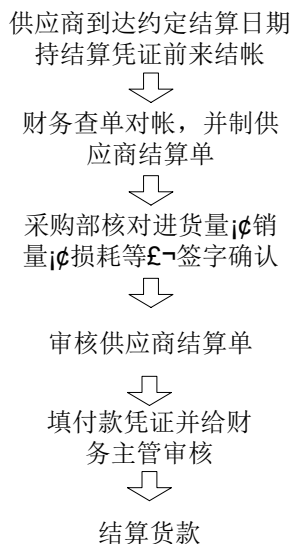 供应商到达约定结算日期
持结算凭证前来结帐
财务查单对帐，并制供
应商结算单
采购部核对进货量¡¢销
量¡¢损耗等£¬签字确认
审核供应商结算单
填付款凭证并给财
务主管审核
结算货款